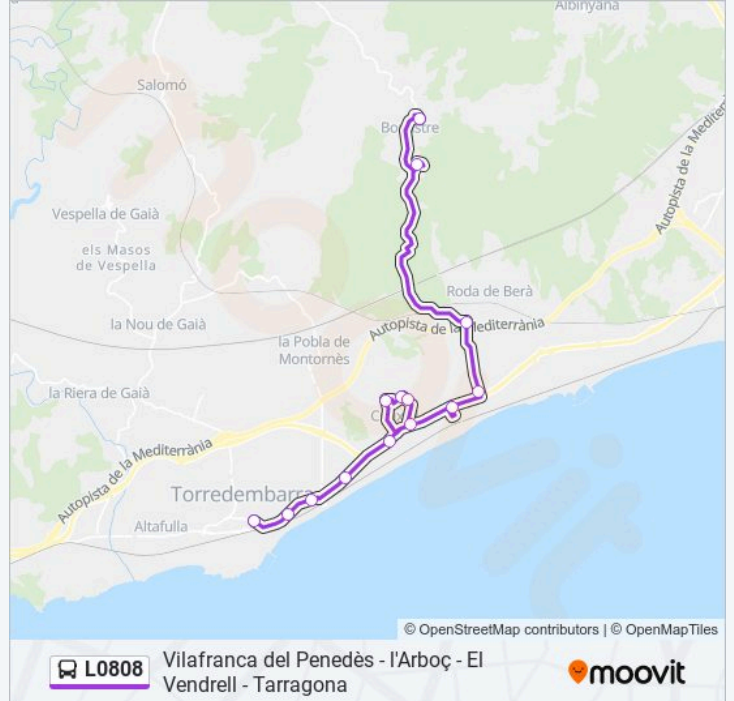 Albinyana
Salomó
Bonastre
Autopista de la Mediter
Vespella de Gaià
els Masos
de Vespella
Roda de Berà
la Nou de Gaià
Autopista de la Mediterrània
la Pobla de
Montornès
la Riera de Gaià
Autopista de la Mediterrània
Torredembarra
Altafulla
© OpenStreetMap contributors | © OpenMapTiles
L0808
Vilafranca del Penedès - l'Arboç - El
Vendrell - Tarragona
moovit